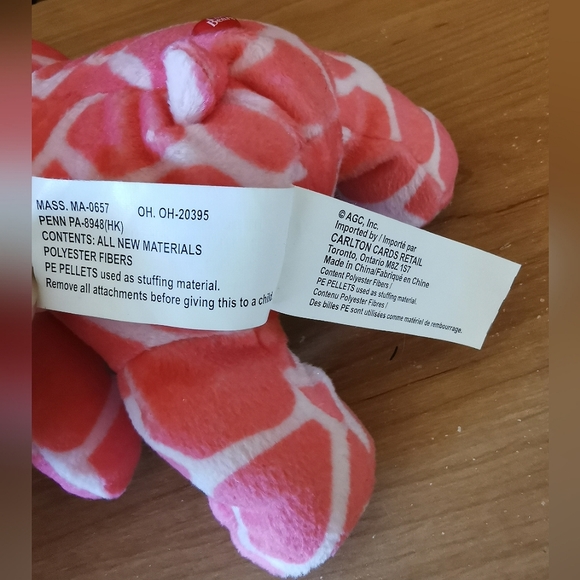 MASS. MA-0657 OH. OH-20395
PENN PA-8948(HK)
CONTENTS: ALL NEW MATERIALS
POLYESTER FIBERS
PE PELLETS used as stuffing material.
Remove all attachments before giving this to a child
© AGC, Inc.
Imported by / Importé par
CARLTON CARDS RETAIL
Toronto, Ontario M8Z 1S7
Made in China/Fabriqué en Chine
Content Polyester Fibers /
PE PELLETS used as stuffing material.
Contenu Polyester Fibres /
Des billes PE sont utilisées comme matériel de rembourrage.